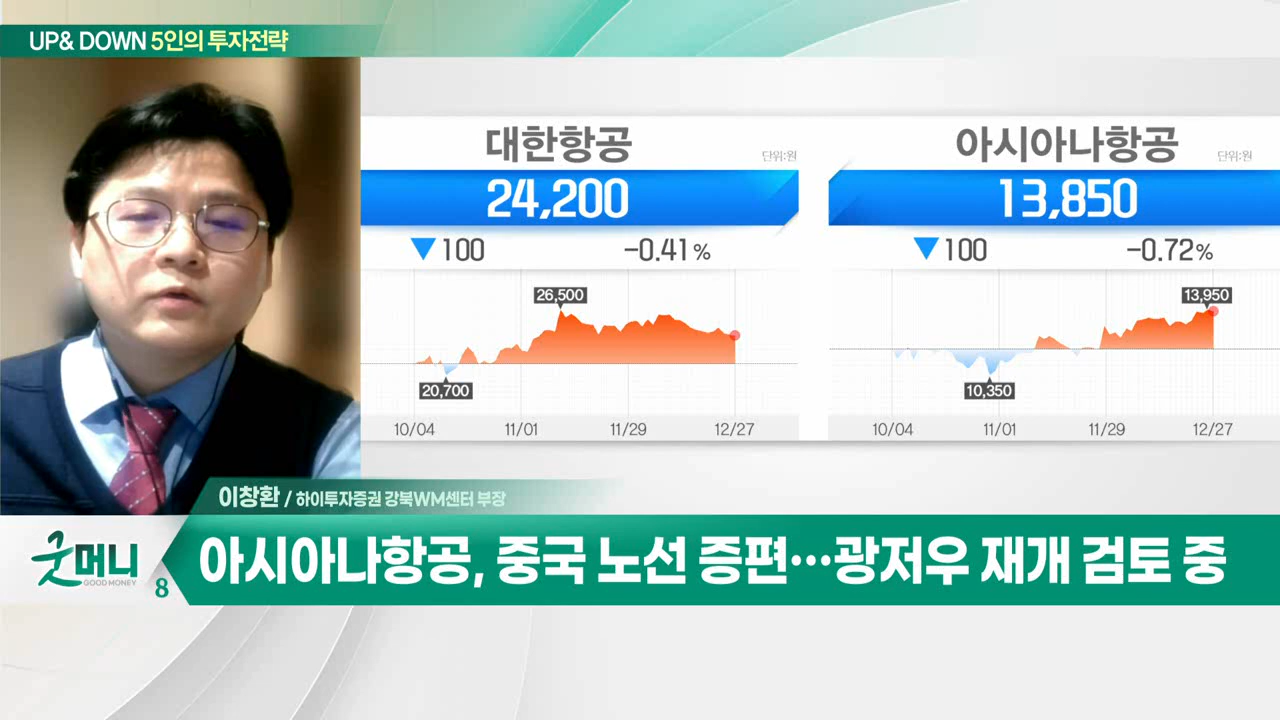 UP& DOWN 5인의 투자전략
대한항공
단위:원
24,200
▼100 -0.41%
26,500
20,700
10/04 11/01 11/29 12/27
아시아나항공
단위:원
13,850
▼100 -0.72%
13,950
10,350
10/04 11/01 11/29 12/27
이창환 / 하이투자증권 강북WM센터 부장
굿머니
GOOD MONEY
8
아시아나항공, 중국 노선 증편…광저우 재개 검토 중